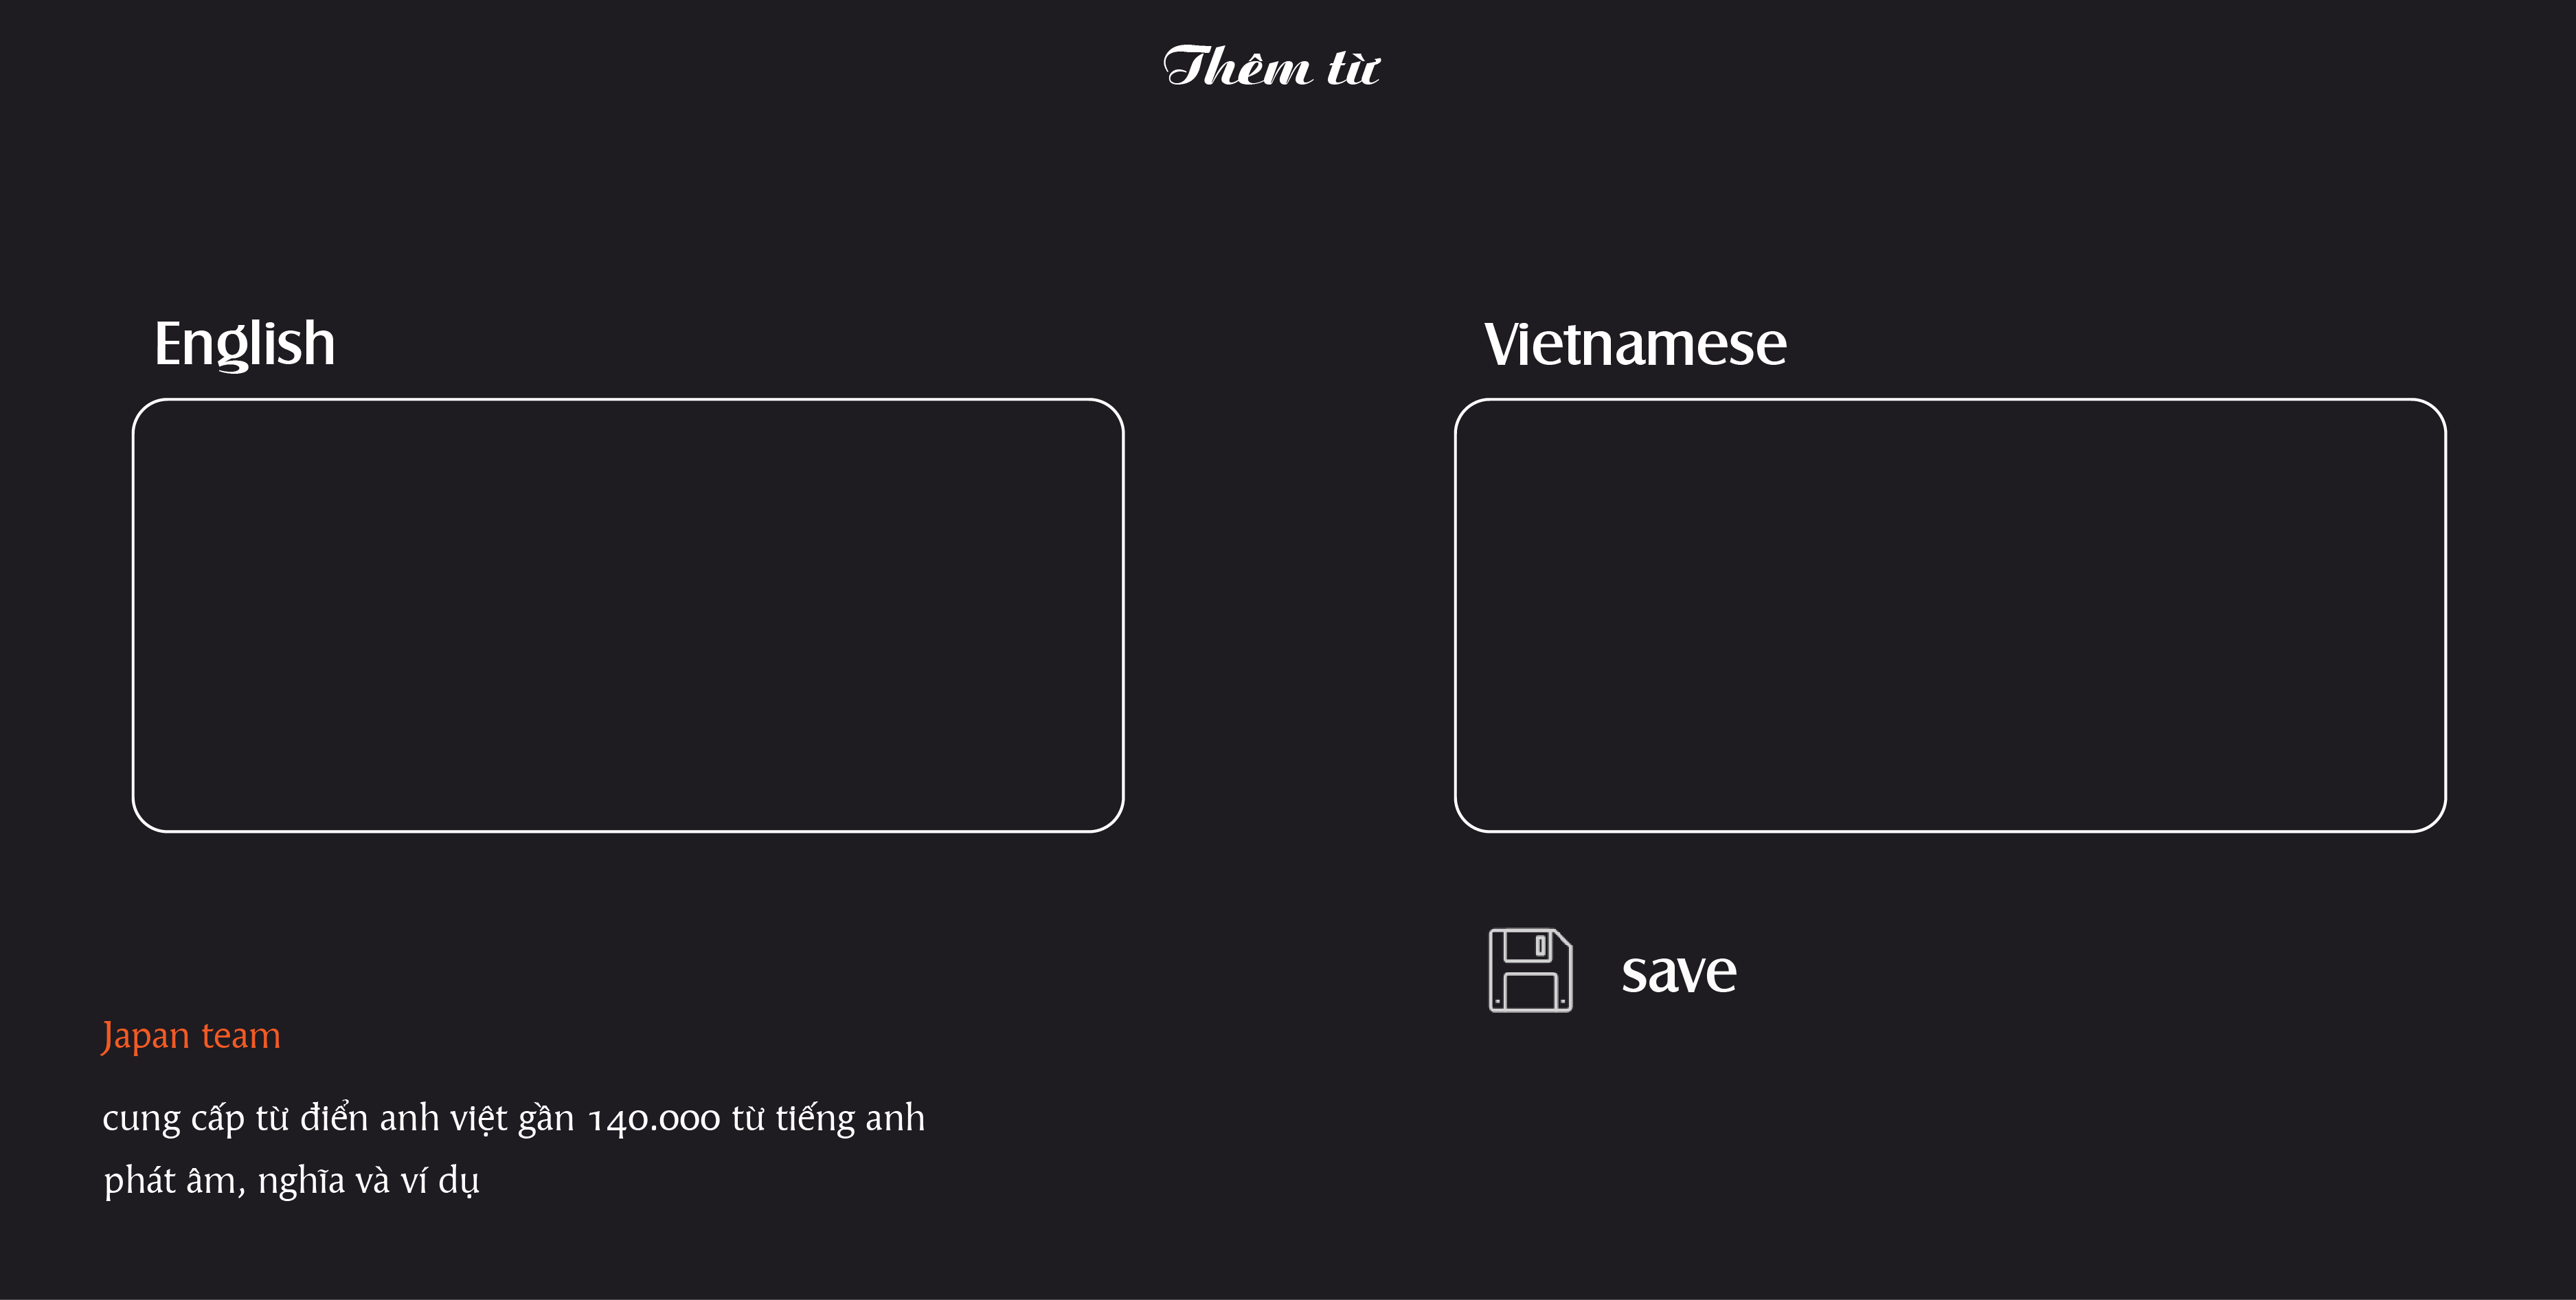 Thêm từ
English
Vietnamese
save
Japan team
cung cấp từ điển anh việt gần 140.000 từ tiếng anh
phát âm, nghĩa và ví dụ